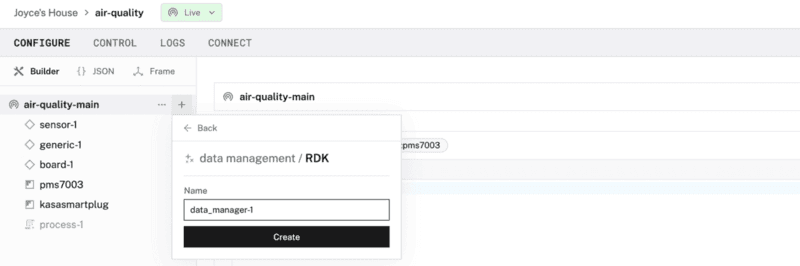 Joyce's House > air-quality Live
CONFIGURE CONTROL LOGS CONNECT
Builder {} JSON Frame
air-quality-main ... +
air-quality-main
sensor-1
generic-1
board-1
pms7003
kasasmartplug
process-1
Back
data management / RDK
Name
data_manager-1
Create
:pms7003